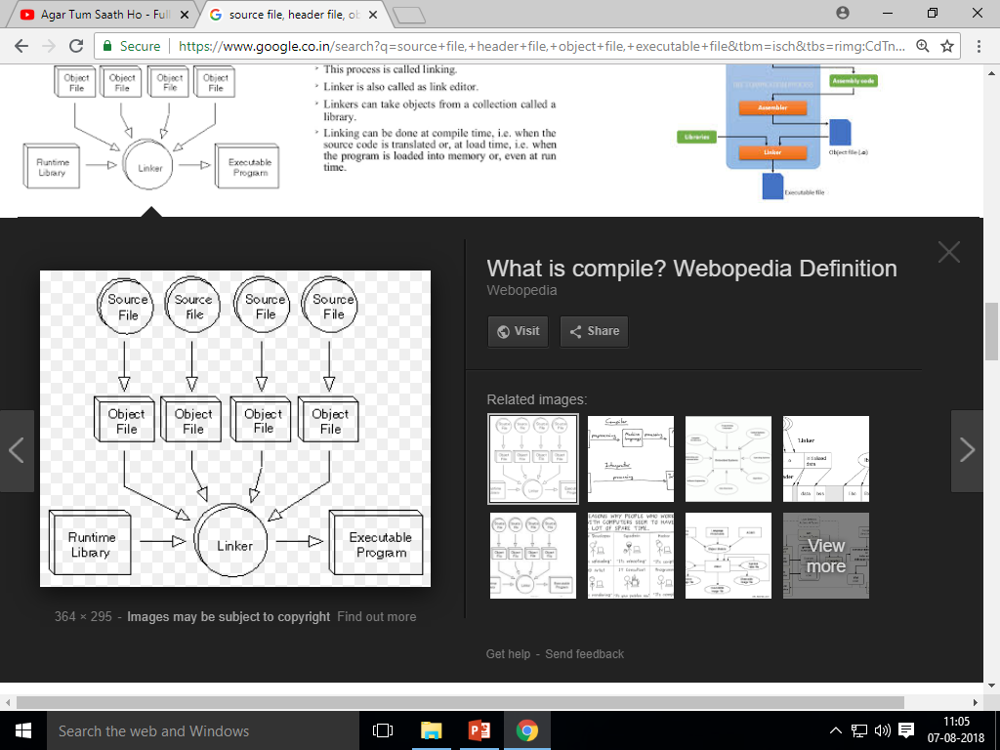 Agar Tum Saath Ho - Full
source file, header file, ob
Secure
https://www.google.co.in/search?q=source+file,+header+file,+object+file,+executable+file&tbm=isch&tbs=rimg:CdTn...
Object File
Object File
Object File
Object File
Runtime Library
Linker
Executable Program
This process is called linking.
Linker is also called as link editor.
Linkers can take objects from a collection called a
library.
Linking can be done at compile time, i.e. when the
source code is translated or, at load time, i.e. when
the program is loaded into memory or, even at run
time.
Assembly code
Assembler
Libraries
Linker
Object file (.o)
Executable file
Source File
Source File
Source File
Source File
Object File
Object File
Object File
Object File
Runtime Library
Linker
Executable Program
364 × 295 - Images may be subject to copyright Find out more
What is compile? Webopedia Definition
Webopedia
Visit
Share
Related images:
Compiler
Interpreter
processing
Linker
View more
Get help - Send feedback
Search the web and Windows
11:05
07-08-2018